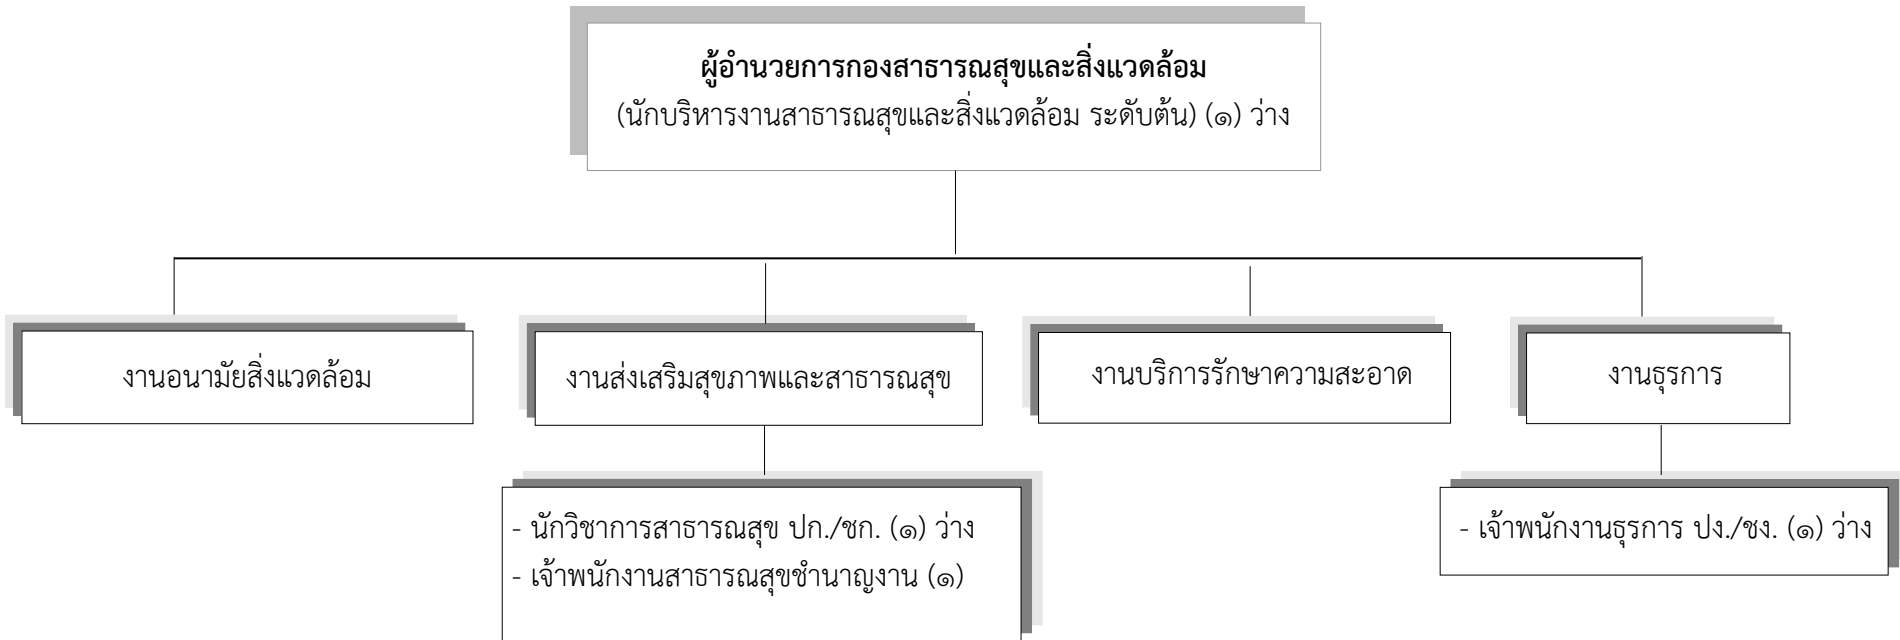 ผู้อำนวยการกองสาธารณสุขและสิ่งแวดล้อม
(นักบริหารงานสาธารณสุขและสิ่งแวดล้อม ระดับต้น) (๑) ว่าง
งานอนามัยสิ่งแวดล้อม
งานส่งเสริมสุขภาพและสาธารณสุข
งานบริการรักษาความสะอาด
งานธุรการ
- นักวิชาการสาธารณสุข ปก./ชก. (๑) ว่าง
- เจ้าพนักงานสาธารณสุขชำนาญงาน (๑)
- เจ้าพนักงานธุรการ ปง./ชง. (๑) ว่าง